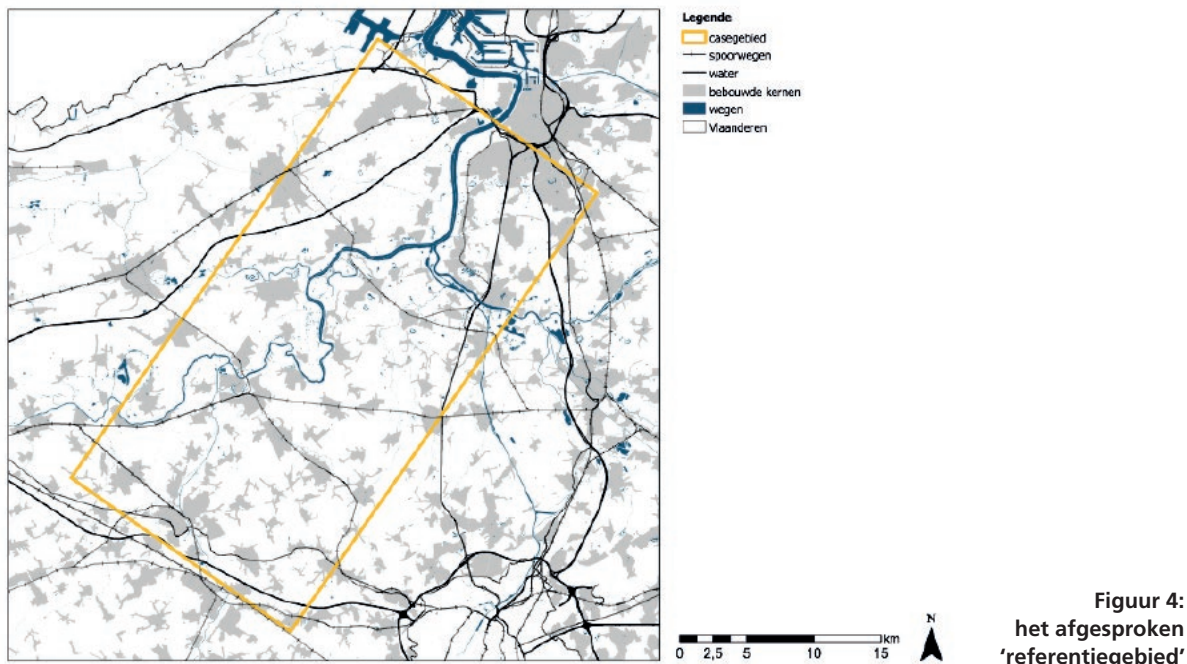 Legende
casegebied
spoorwegen
water
bebouwde kernen
wegen
Vlaanderen
N
km
0 2,5 5 10 15
Figuur 4:
het afgesproken
‘referentiegebied’